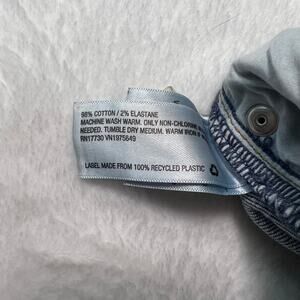 98% COTTON / 2% ELASTANE
MACHINE WASH WARM. ONLY NON-CHLORINE
NEEDED. TUMBLE DRY MEDIUM. WARM IRON
RN17730 VN1975649
LABEL MADE FROM 100% RECYCLED PLASTIC